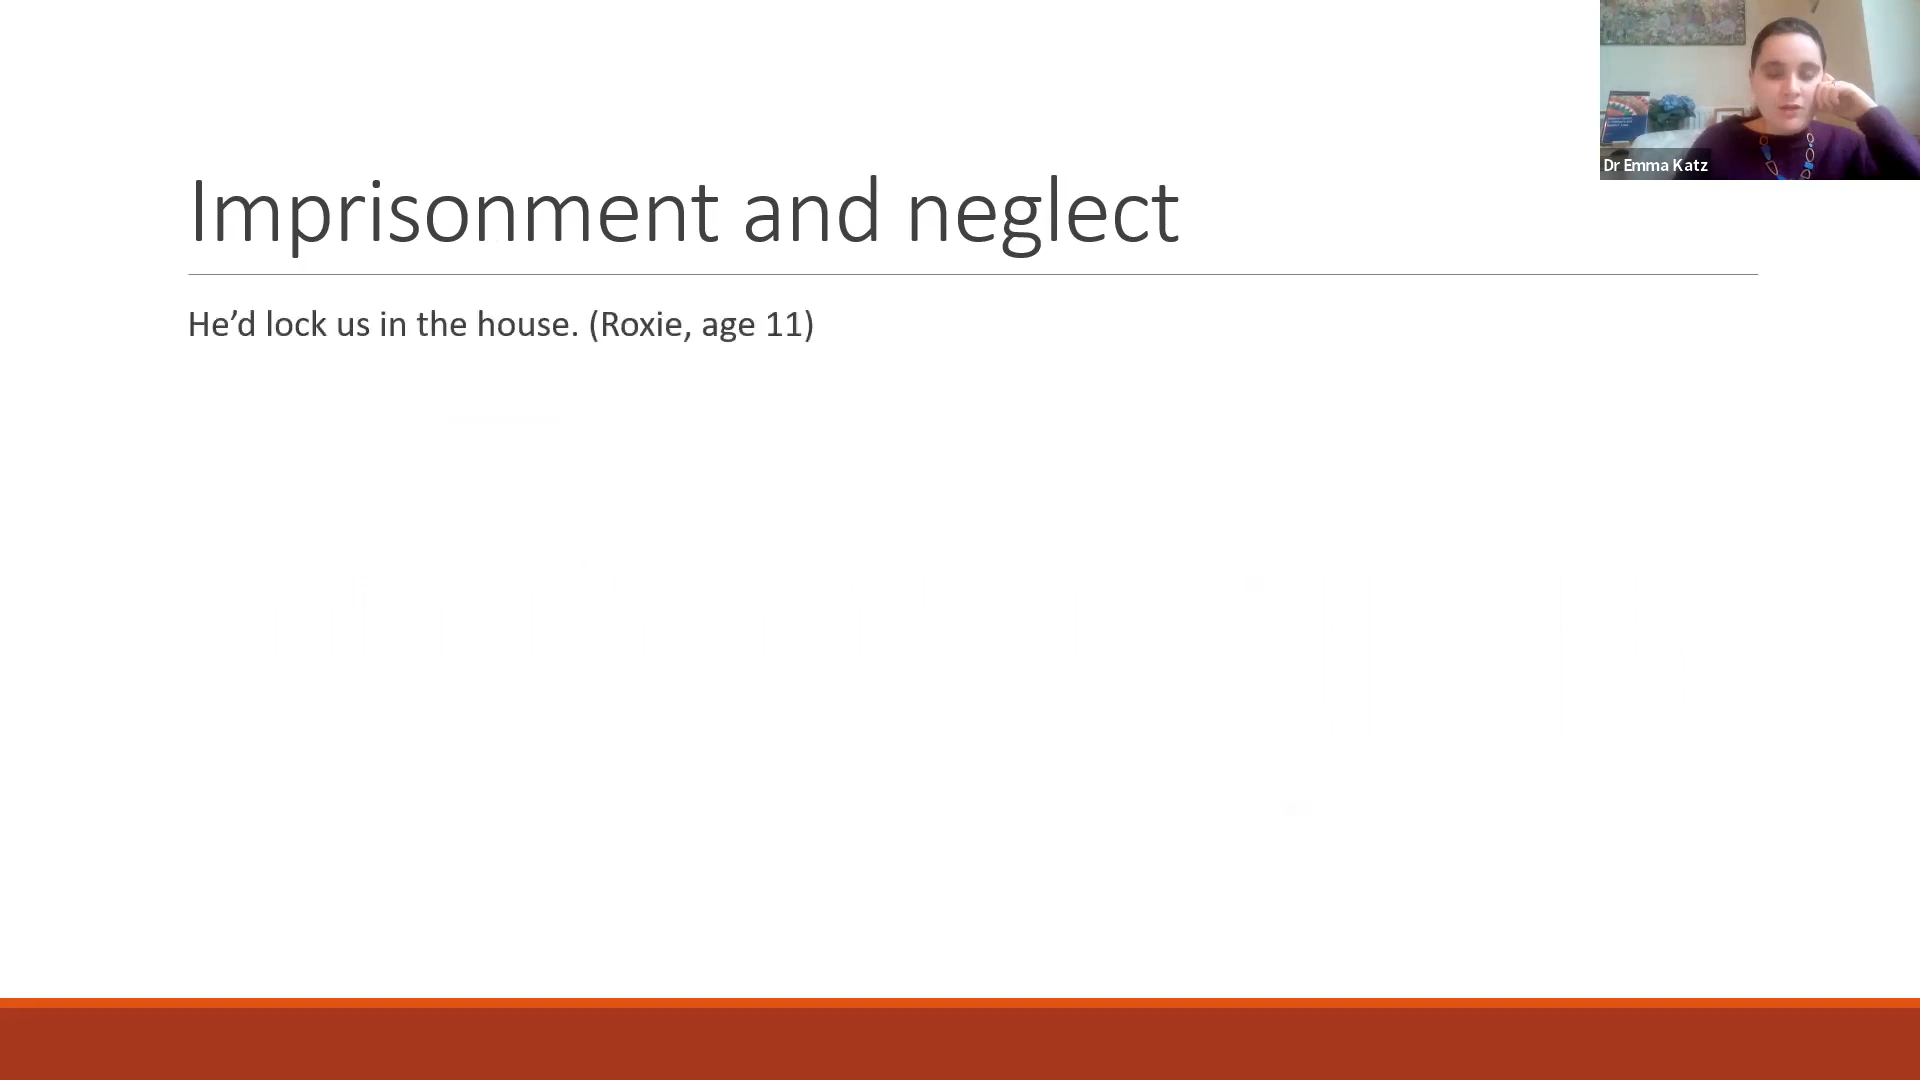 Imprisonment and neglect
He’d lock us in the house. (Roxie, age 11)
Dr Emma Katz